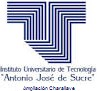 Instituto Universitario de Tecnología
"Antonio José de Sucre"
Ampliación Charallave